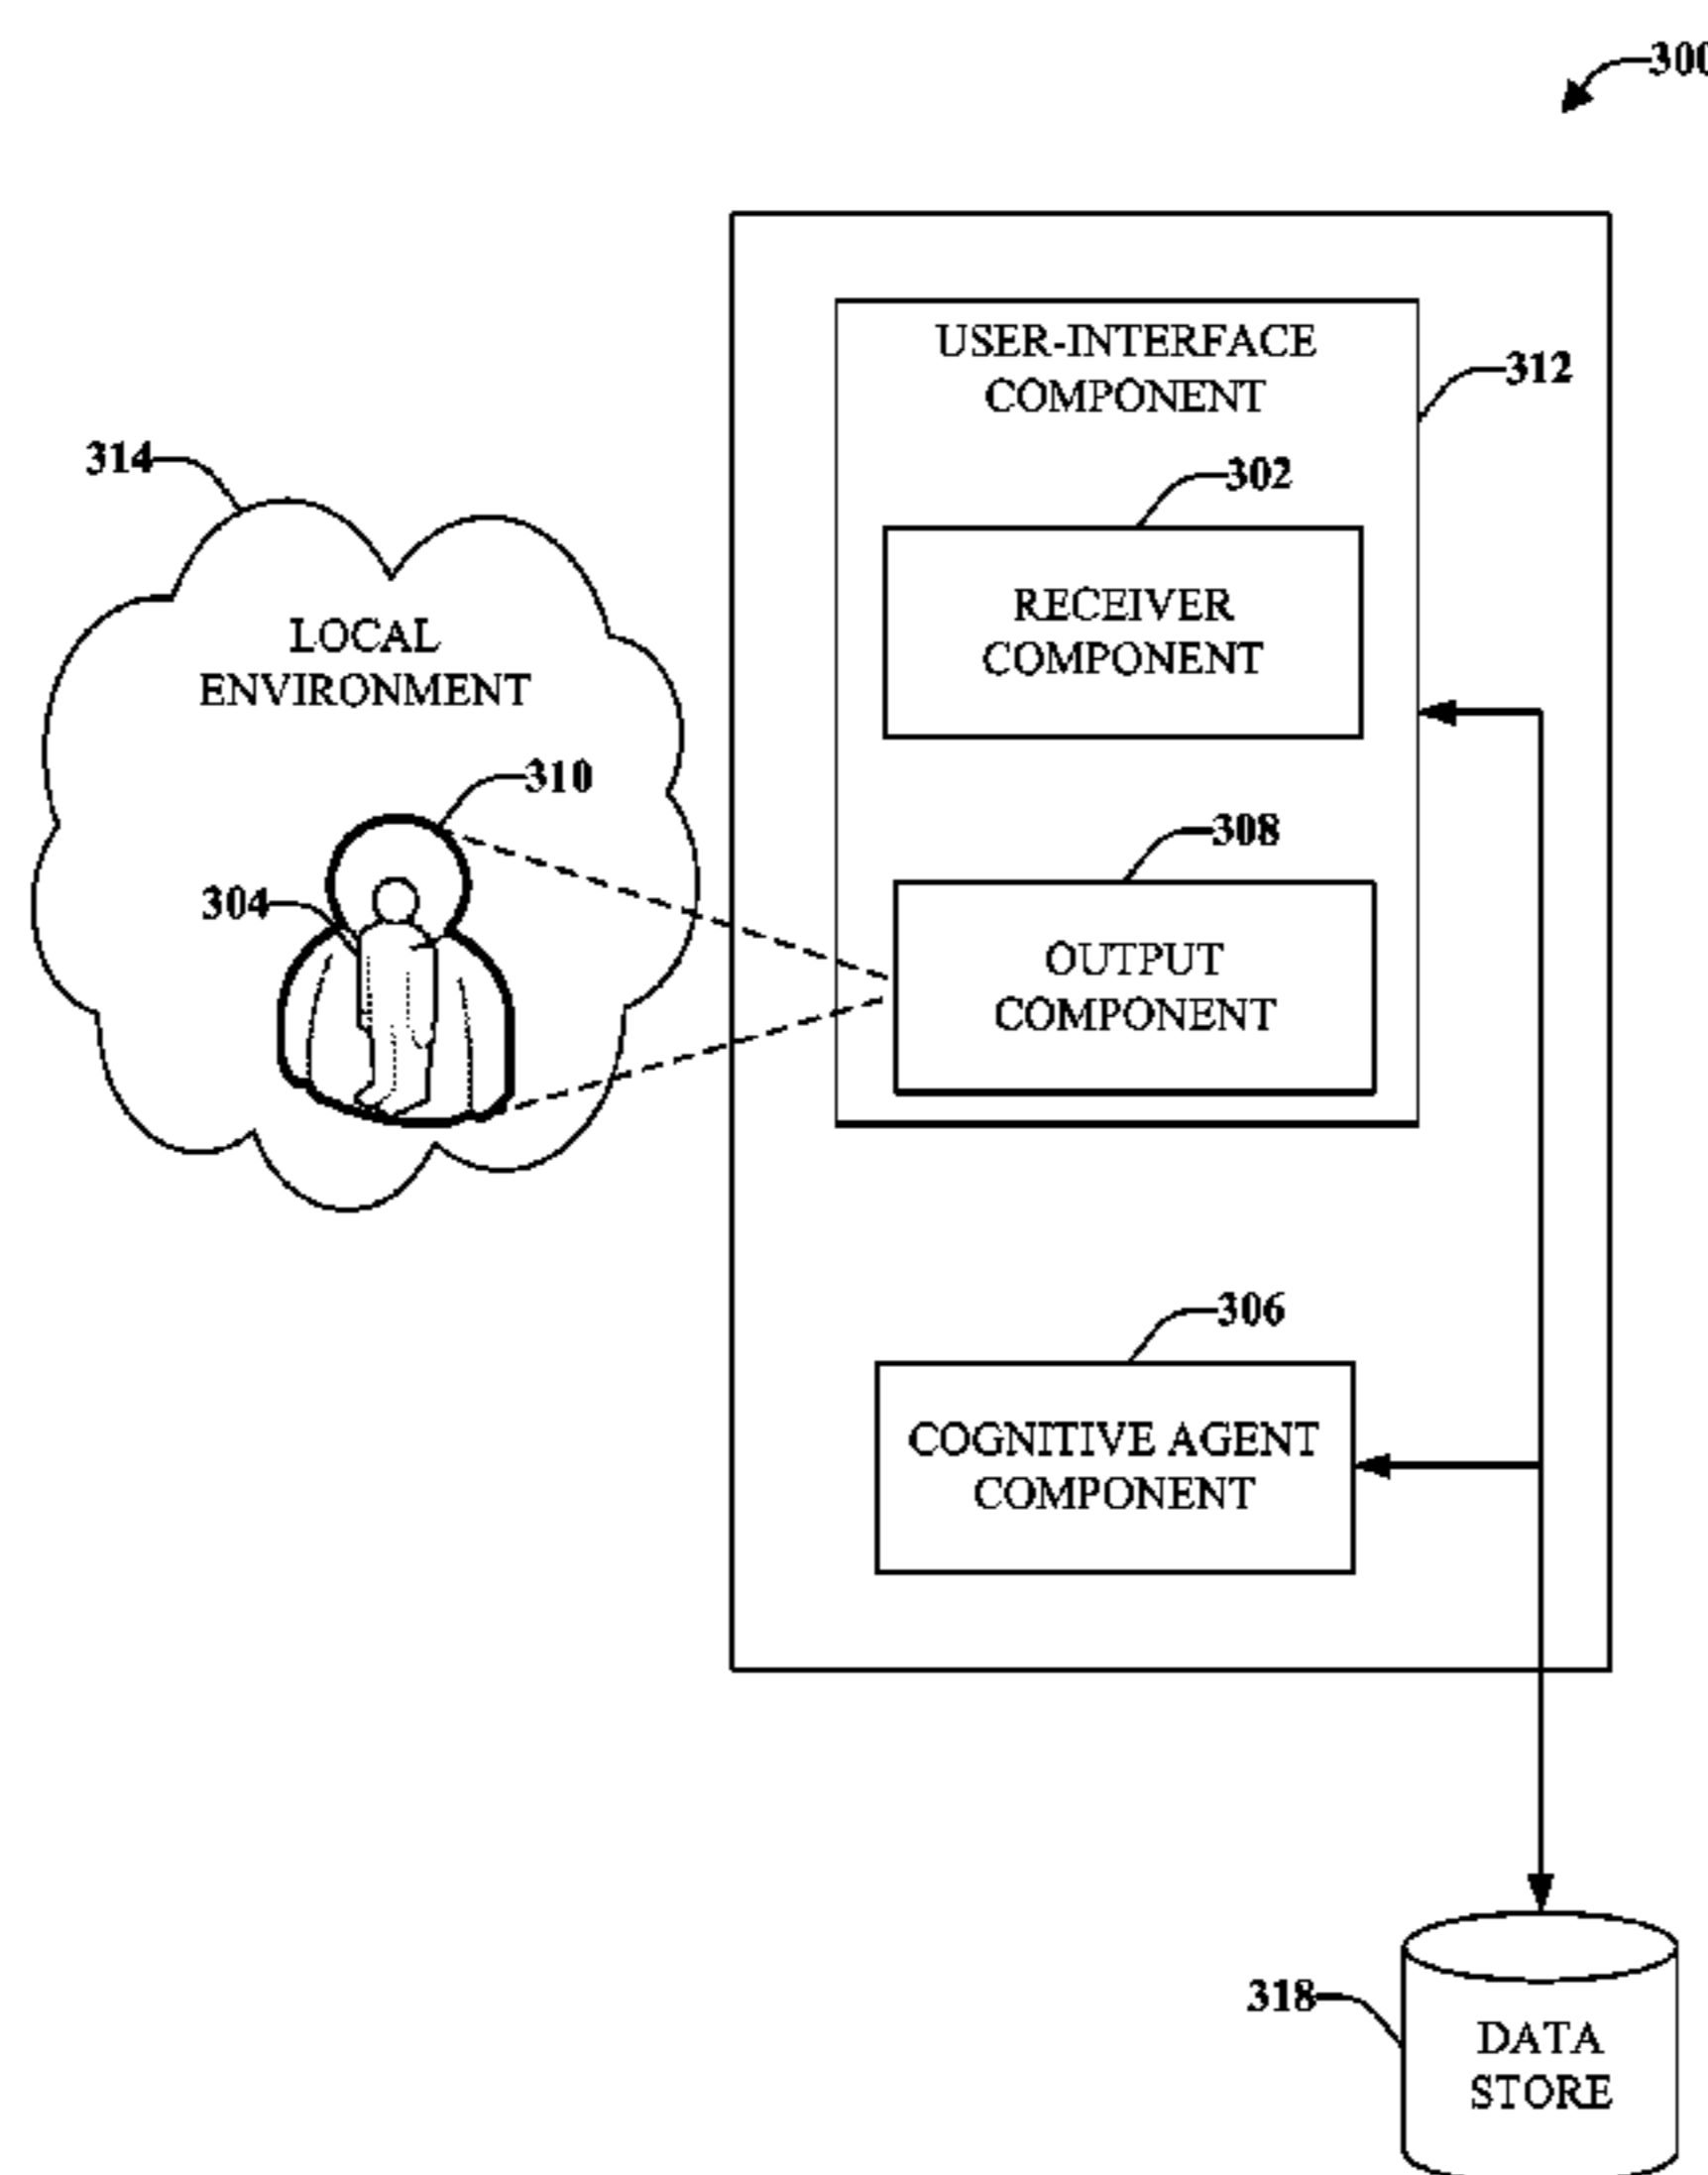 300
USER-INTERFACE
COMPONENT
312
314
302
RECEIVER
COMPONENT
LOCAL
ENVIRONMENT
310
308
304
OUTPUT
COMPONENT
306
COGNITIVE AGENT
COMPONENT
318
DATA
STORE